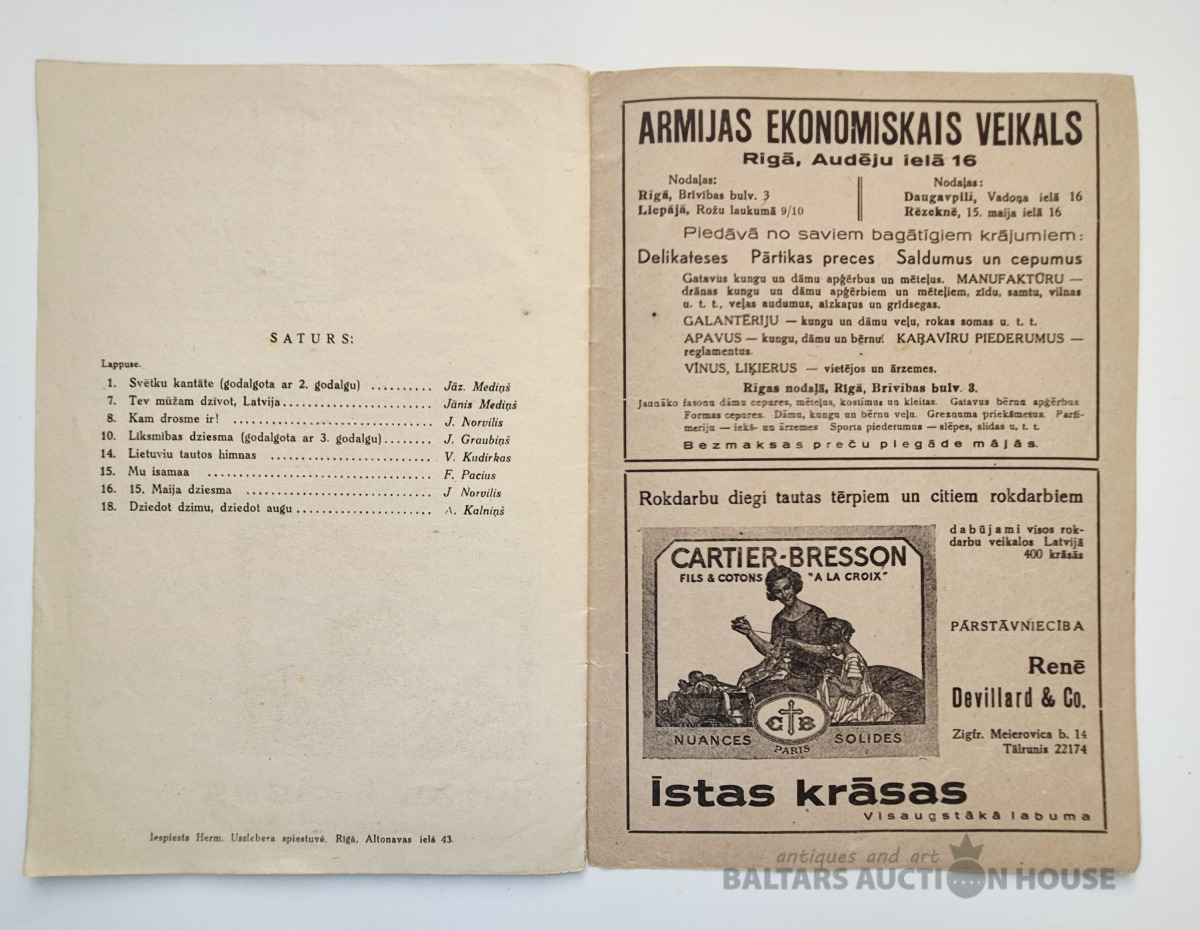 SATURS:
Lappuse.
1. Svētku kantāte (godalgota ar 2. godalgu) .......... Jāz. Mediņš
7. Tev mūžam dzīvot, Latvija...................... Jānis Mediņš
8. Kam drosme ir! ............................ J. Norvilis
10. Līksmības dziesma (godalgota ar 3. godalgu)........ J. Graubiņš
14. Lietuviu tautos himnas ........................ V. Kudirkas
15. Mu isamaa ................................. F. Pacius
16. 15. Maija dziesma ........................... J Norvilis
18. Dziedot dzimu, dziedot augu.................... A. Kalniņš
Iespiests Herm. Usslebera spiestuvē, Rīgā, Altonavas ielā 43.
ARMIJAS EKONOMISKAIS VEIKALS
Rīgā, Audēju ielā 16
Nodaļas:
Rīgā, Brīvības bulv. 3
Liepājā, Rožu laukumā 9/10
Nodaļas:
Daugavpilī, Vadoņa ielā 16
Rēzeknē, 15. maija ielā 16
Piedāvā no saviem bagātīgiem krājumiem:
Delikateses Pārtikas preces Saldumus un cepumus
Gatavus kungu un dāmu apģērbus un mēteļus. MANUFAKTŪRU —
drānas kungu un dāmu apģērbiem un mēteļiem, zīdu, samtu, vilnas
u. t. t., veļas audumus, aizkarus un grīdsegas.
GALANTĒRIJU — kungu un dāmu veļu, rokas somas u. t. t.
APAVUS — kungu, dāmu un bērnu. KAŖAVĪRU PIEDERUMUS —
reglamentus.
VĪNUS, LIĶIERUS — vietējos un ārzemes.
Rīgas nodaļā, Rīgā, Brīvības bulv. 3.
Jaunāko fasonu dāmu cepures, mēteļus, kostīmus un kleitas. Gatavus bērnu apģērbus
Formas cepures. Dāmu, kungu un bērnu veļu. Greznuma priekšmetus. Parfi-
mēriju — iekš- un ārzemes Sporta piederumus — slēpes, slidas u. t. t.
Bezmaksas preču piegāde mājās.
Rokdarbu diegi tautas tērpiem un citiem rokdarbiem
CARTIER-BRESSON
FILS & COTONS "A LA CROIX"
C B
NUANCES SOLIDES
PARIS
dabūjami visos rok-
darbu veikalos Latvijā
400 krāsās
PĀRSTĀVNIECĪBA
Renē
Devillard & Co.
Zigfr. Meierovica b. 14
Tālrunis 22174
Īstas krāsas
Visaugstākā labuma
antiques and art
BALTARS AUCTION HOUSE